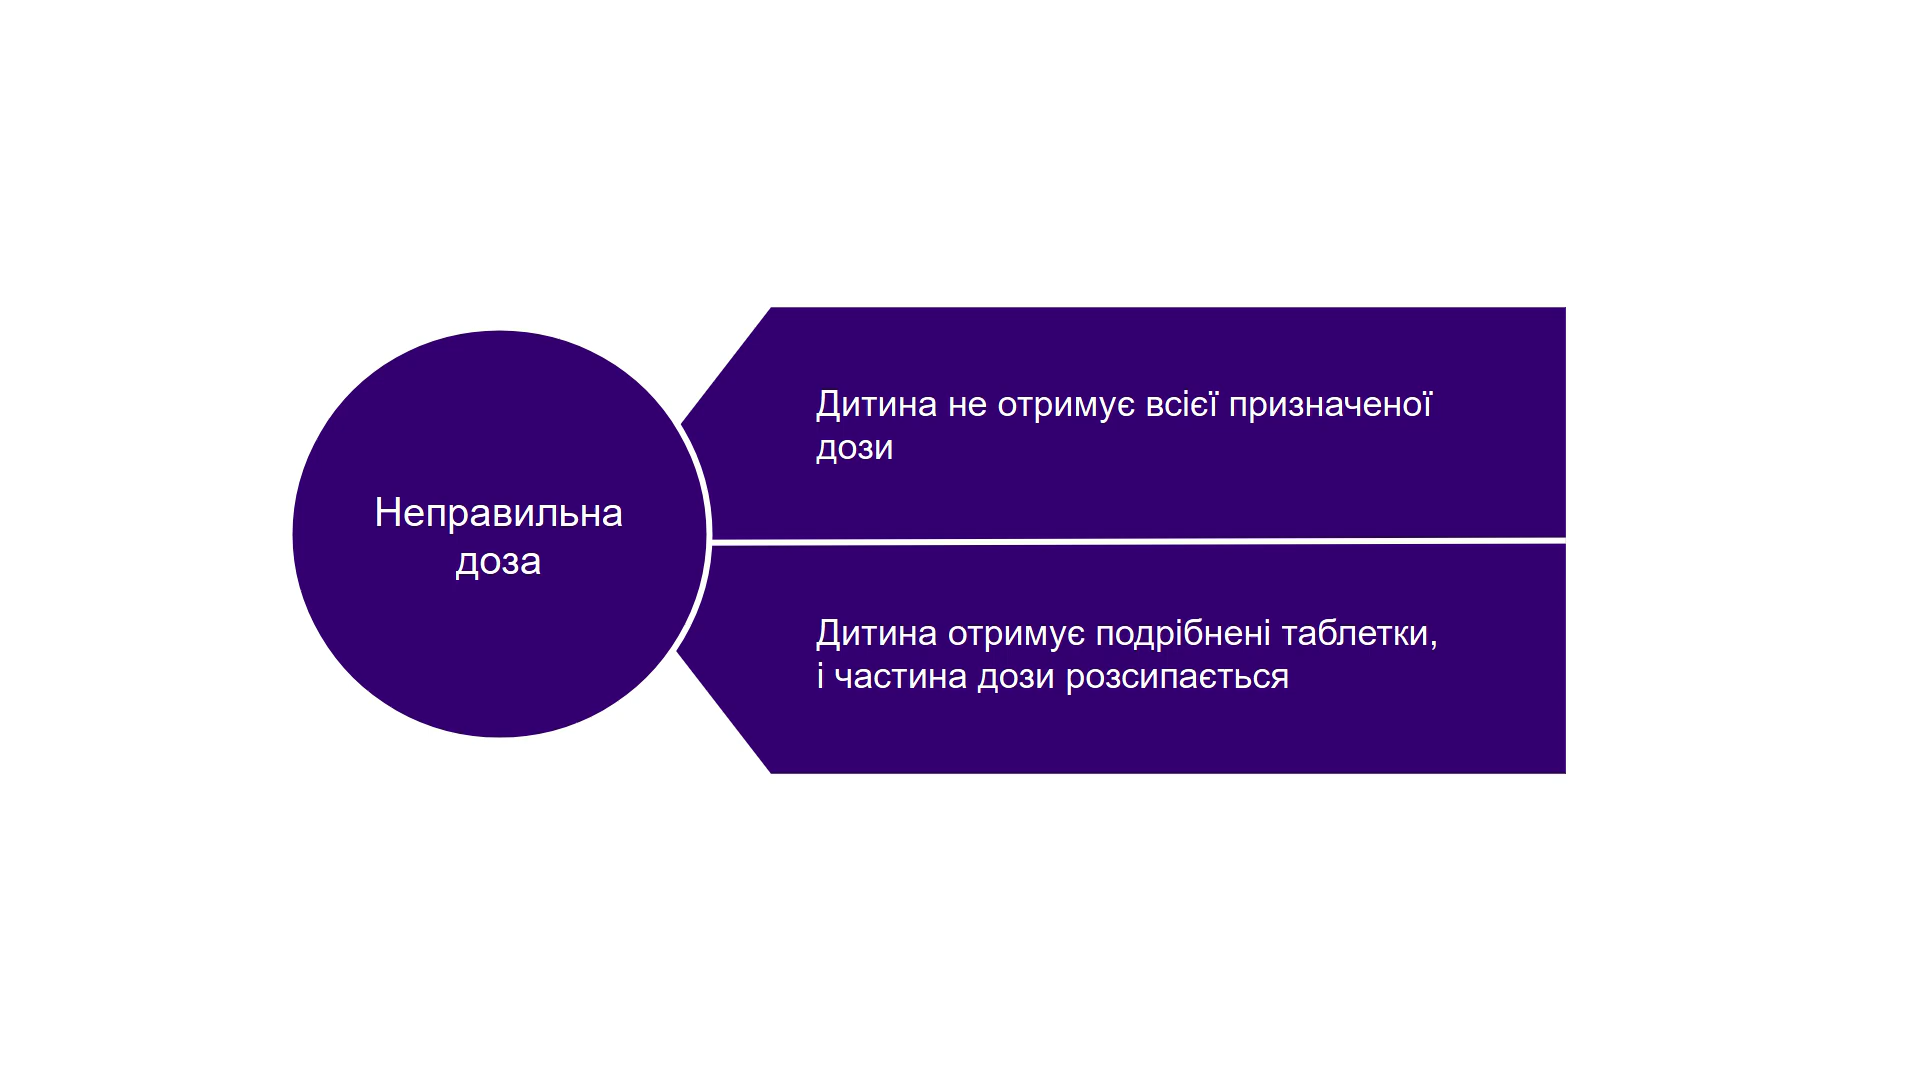 Неправильна
доза
Дитина не отримує всієї призначеної
дози
Дитина отримує подрібнені таблетки,
і частина дози розсипається